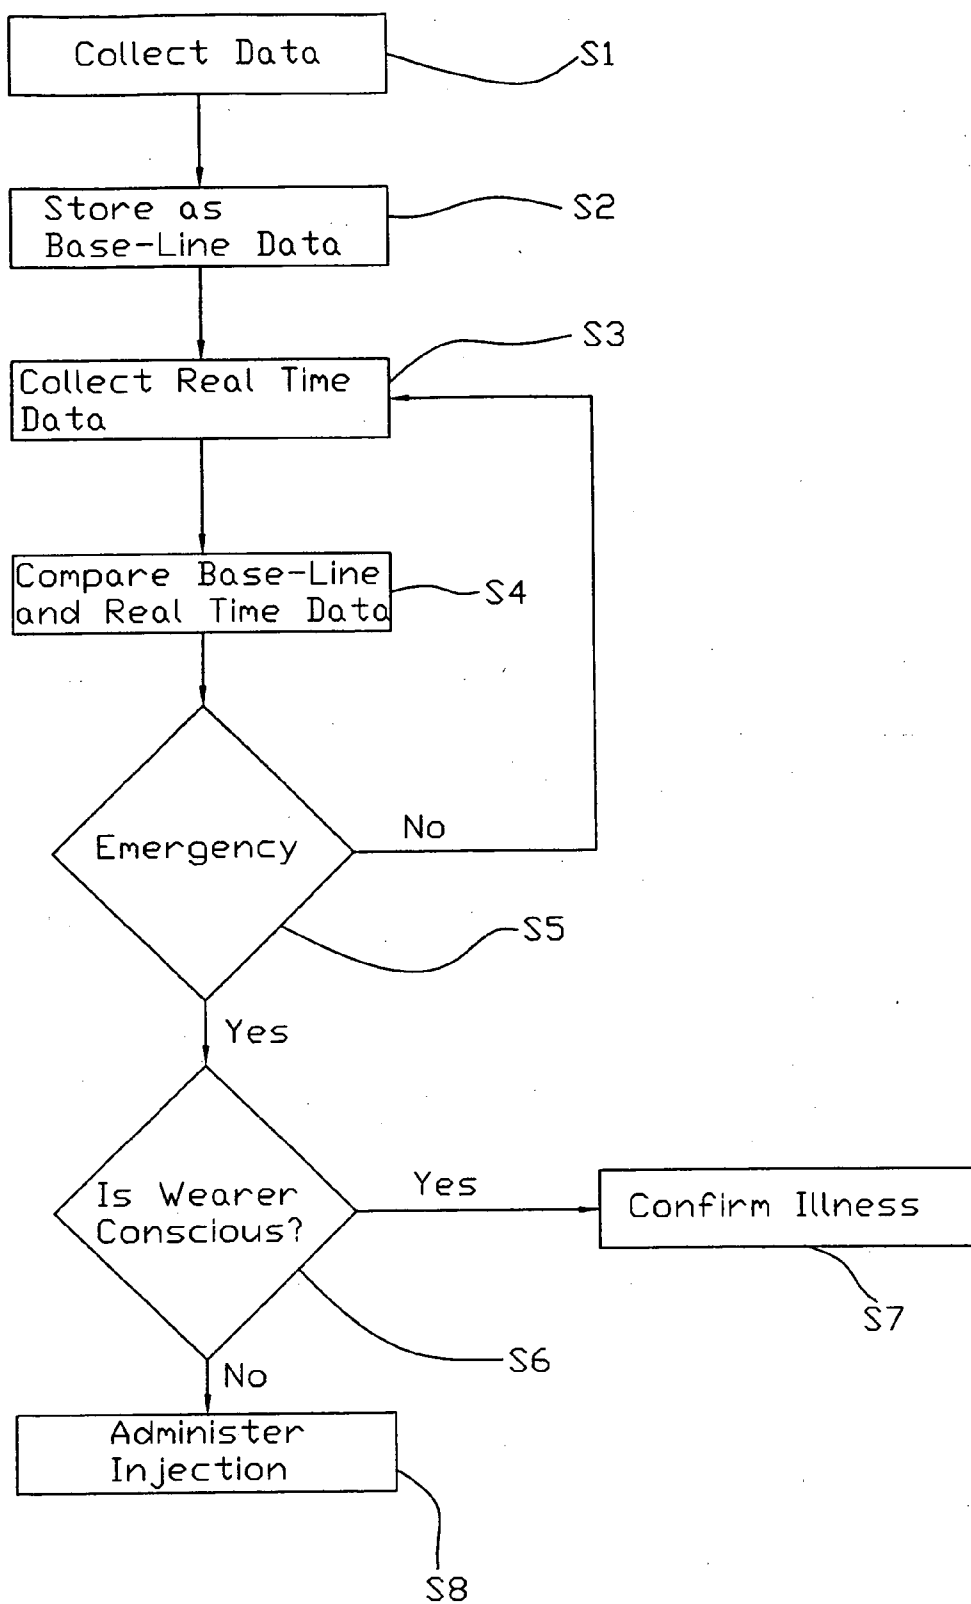 Collect Data
S1
Store as
Base-Line Data
S2
S3
Collect Real Time
Data
Compare Base-Line
and Real Time Data
S4
Emergency
No
S5
Yes
Is Wearer
Conscious?
Yes
Confirm Illness
S7
S6
No
Administer
Injection
S8